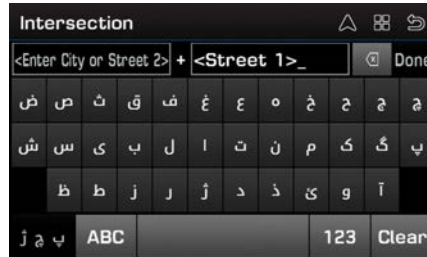 Intersection
<Enter City or Street 2> + <Street 1>_ Done
ض ص ث ق ف غ ع ه خ ح ج چ
ش س ی ب ل ا ت ن م ک گ پ
ظ ط ز ر ژ د ذ ئ و آ
پ چ ژ ABC 123 Clear